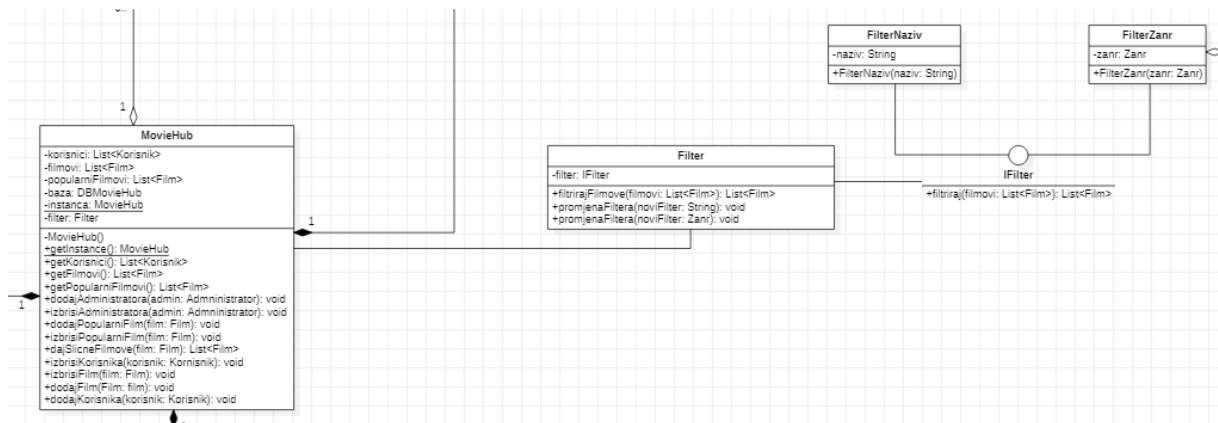 1
MovieHub
-korisnici: List<Korisnik>
-filmovi: List<Film>
-popularniFilmovi: List<Film>
-baza: DBMovieHub
-instanca: MovieHub
-filter: Filter
-MovieHub()
+getInstance(): MovieHub
+getKorisnici(): List<Korisnik>
+getFilmovi(): List<Film>
+getPopularniFilmovi(): List<Film>
+dodajAdministratora(admin: Admninistrator): void
+izbrisiAdministratora(admin: Admninistrator): void
+dodajPopularniFilm(film: Film): void
+izbrisiPopularniFilm(film: Film): void
+dajSlicneFilmove(film: Film): List<Film>
+izbrisiKorisnika(korisnik: Kornisnik): void
+izbrisiFilm(film: Film): void
+dodajFilm(Film: film): void
+dodajKorisnika(korisnik: Korisnik): void
1
1
Filter
-filter: IFilter
+filtrirajFilmove(filmovi: List<Film>): List<Film>
+promjenaFiltera(noviFilter: String): void
+promjenaFiltera(noviFilter: Zanr): void
FilterNaziv
-naziv: String
+FilterNaziv(naziv: String)
FilterZanr
-zanr: Zanr
+FilterZanr(zanr: Zanr)
IFilter
+filtriraj(filmovi: List<Film>): List<Film>